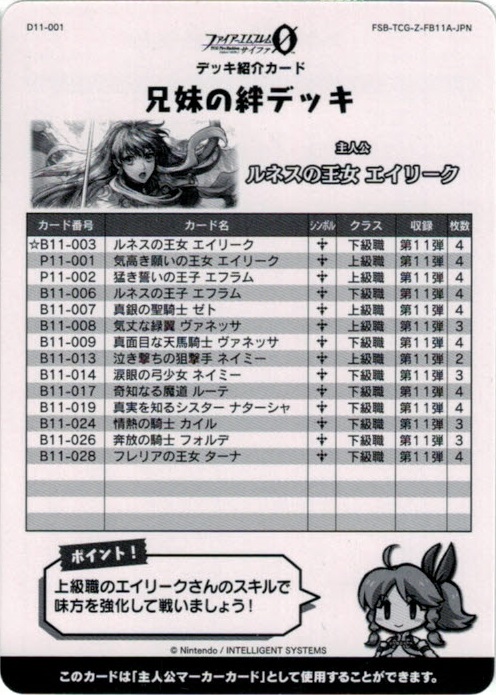 D11-001
FSB-TCG-Z-FB11A-JPN
ファイアーエムブレム0
サイファ
デッキ紹介カード
兄妹の絆デッキ
主人公
ルネスの王女 エイリーク
カード番号 カード名 シンボル クラス 収録 枚数
☆B11-003 ルネスの王女 エイリーク 下級職 第11弾 4
P11-001 気高き願いの王女 エイリーク 上級職 第11弾 4
P11-002 猛き誓いの王子 エフラム 上級職 第11弾 4
B11-006 ルネスの王子 エフラム 下級職 第11弾 4
B11-007 真銀の聖騎士 ゼト 上級職 第11弾 4
B11-008 気丈な緑翼 ヴァネッサ 上級職 第11弾 3
B11-009 真面目な天馬騎士 ヴァネッサ 下級職 第11弾 4
B11-013 泣き撃ちの狙撃手 ネイミー 上級職 第11弾 2
B11-014 涙眼の弓少女 ネイミー 下級職 第11弾 3
B11-017 奇知なる魔道 ルーテ 下級職 第11弾 4
B11-019 真実を知るシスター ナターシャ 下級職 第11弾 4
B11-024 情熱の騎士 カイル 下級職 第11弾 3
B11-026 奔放の騎士 フォルデ 下級職 第11弾 3
B11-028 フレリアの王女 ターナ 下級職 第11弾 4
ポイント!
上級職のエイリークさんのスキルで
味方を強化して戦いましょう!
© Nintendo / INTELLIGENT SYSTEMS
このカードは「主人公マーカーカード」として使用することができます。